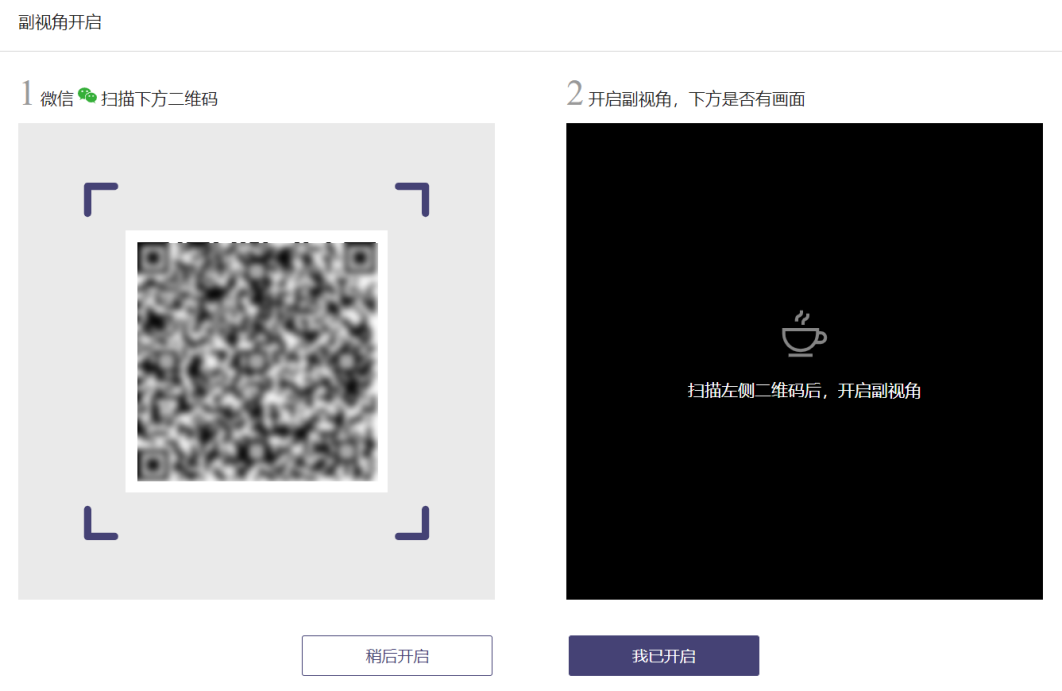 副视角开启
1 微信 扫描下方二维码
2 开启副视角，下方是否有画面
扫描左侧二维码后，开启副视角
稍后开启
我已开启